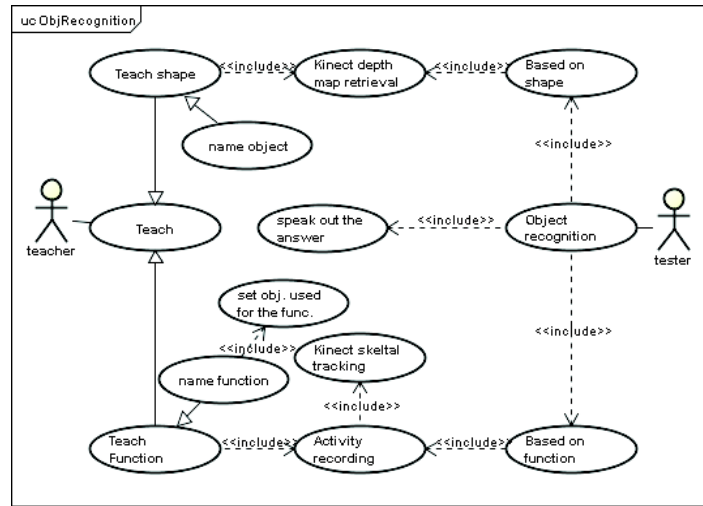 uc ObjRecognition
Teach shape
<<include>>
Kinect depth
map retrieval
<<include>>
Based on
shape
name object
<<include>>
teacher
Teach
speak out the
answer
<<include>>
Object
recognition
tester
set obj. used
for the func.
<<include>>
Kinect skeltal
tracking
<<include>>
name function
<<include>>
Teach
Function
<<include>>
Activity
recording
<<include>>
Based on
function